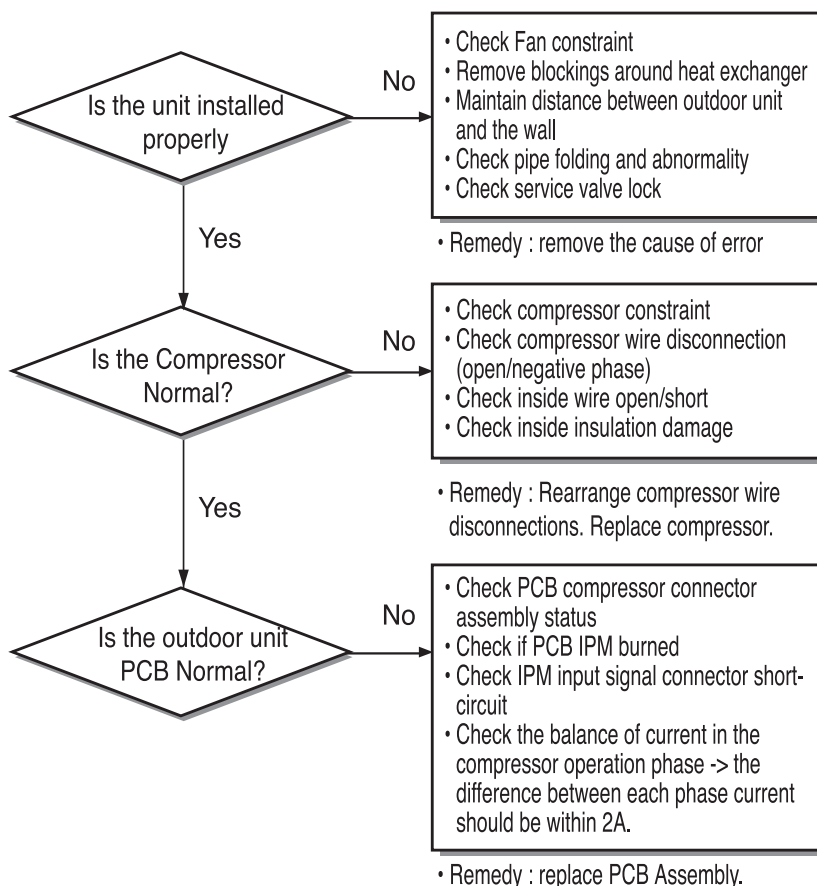 Is the unit installed
properly
No
• Check Fan constraint
• Remove blockings around heat exchanger
• Maintain distance between outdoor unit
and the wall
• Check pipe folding and abnormality
• Check service valve lock
• Remedy : remove the cause of error
Yes
Is the Compressor
Normal?
No
• Check compressor constraint
• Check compressor wire disconnection
(open/negative phase)
• Check inside wire open/short
• Check inside insulation damage
• Remedy : Rearrange compressor wire
disconnections. Replace compressor.
Yes
Is the outdoor unit
PCB Normal?
No
• Check PCB compressor connector
assembly status
• Check if PCB IPM burned
• Check IPM input signal connector short-
circuit
• Check the balance of current in the
compressor operation phase -> the
difference between each phase current
should be within 2A.
• Remedy : replace PCB Assembly.